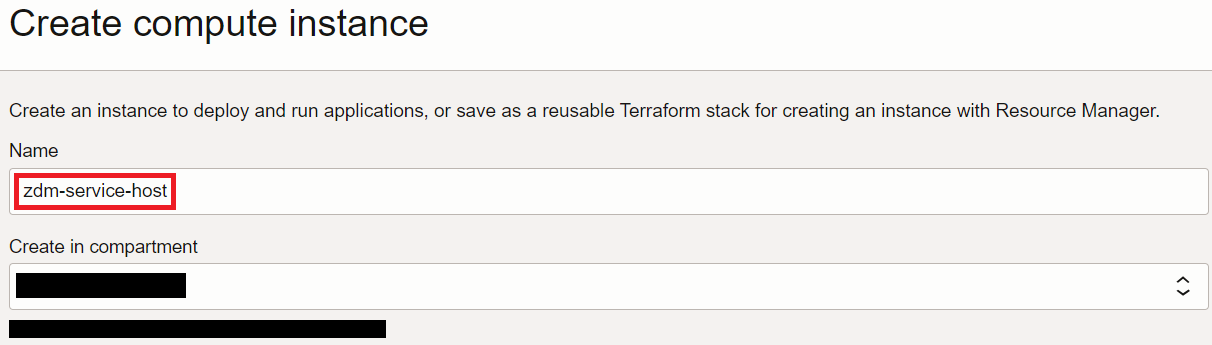 Create compute instance
Create an instance to deploy and run applications, or save as a reusable Terraform stack for creating an instance with Resource Manager.
Name
zdm-service-host
Create in compartment